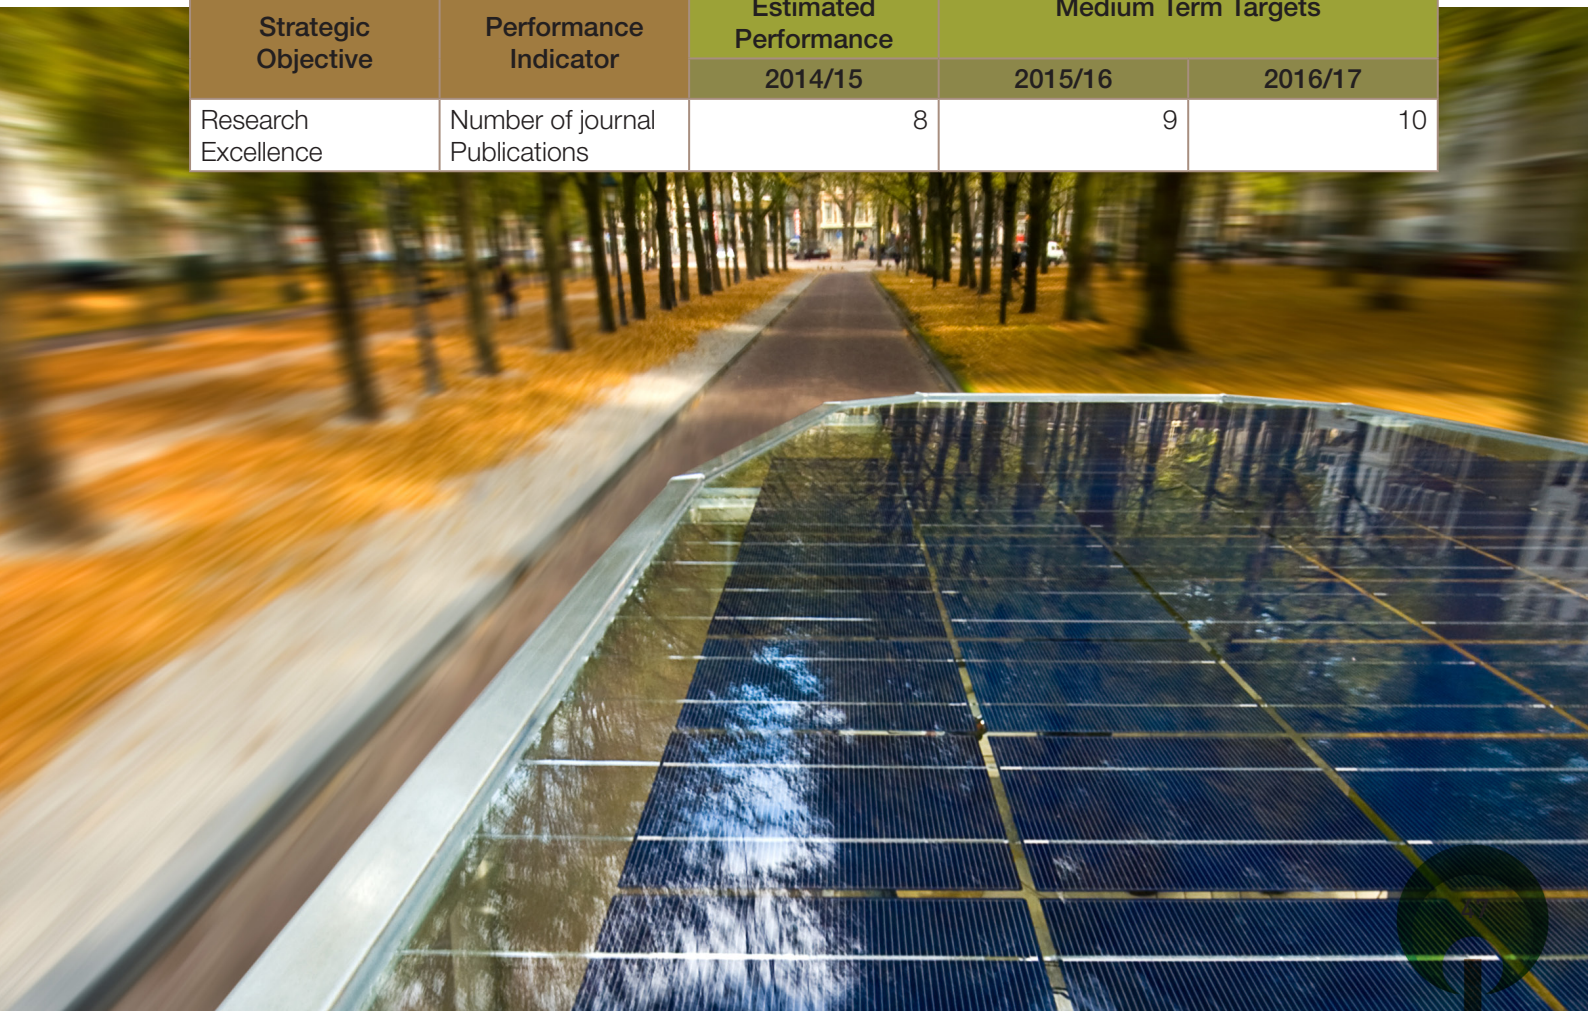 Strategic
Objective
Performance
Indicator
Estimated
Performance
Medium Term Targets
2014/15
2015/16
2016/17
Research
Excellence
Number of journal
Publications
8
9
10